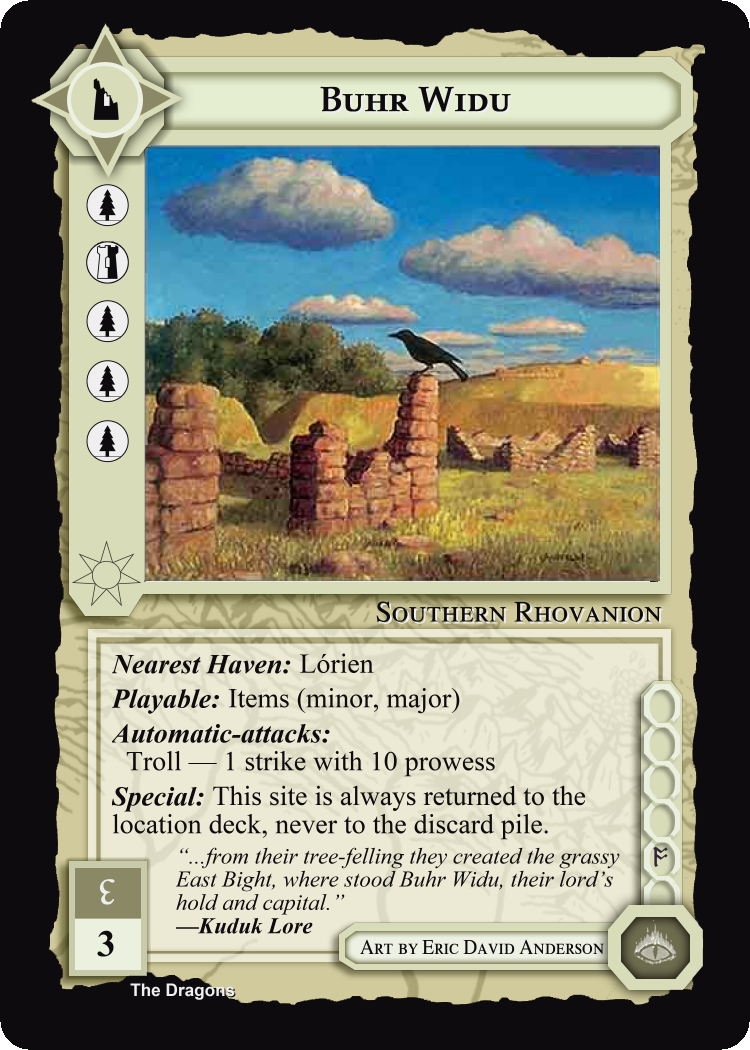 Buhr Widu
Southern Rhovanion
Nearest Haven: Lórien
Playable: Items (minor, major)
Automatic-attacks:
Troll — 1 strike with 10 prowess
Special: This site is always returned to the
location deck, never to the discard pile.
“...from their tree-felling they created the grassy
East Bight, where stood Buhr Widu, their lord’s
hold and capital.”
—Kuduk Lore
3
Art by Eric David Anderson
The Dragons